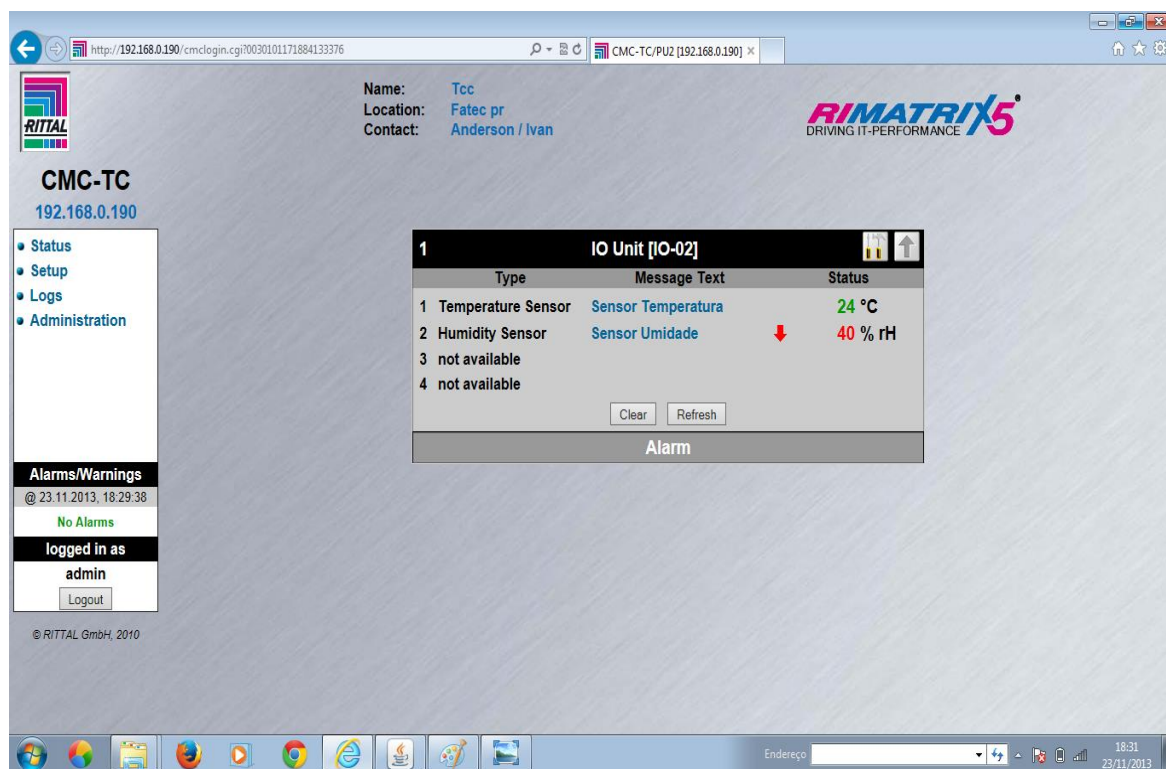 http://192.168.0.190/cmclogin.cgi?0030101171884133376
CMC-TC/PU2 [192.168.0.190]
RITTAL
Name: Tcc
Location: Fatec pr
Contact: Anderson / Ivan
RIMATRIX5
DRIVING IT-PERFORMANCE
CMC-TC
192.168.0.190
Status
Setup
Logs
Administration
1 IO Unit [IO-02]
Type Message Text Status
1 Temperature Sensor Sensor Temperatura 24 °C
2 Humidity Sensor Sensor Umidade 40 % rH
3 not available
4 not available
Clear Refresh
Alarm
Alarms/Warnings
@ 23.11.2013, 18:29:38
No Alarms
logged in as
admin
Logout
© RITTAL GmbH, 2010
Endereço
18:31
23/11/2013